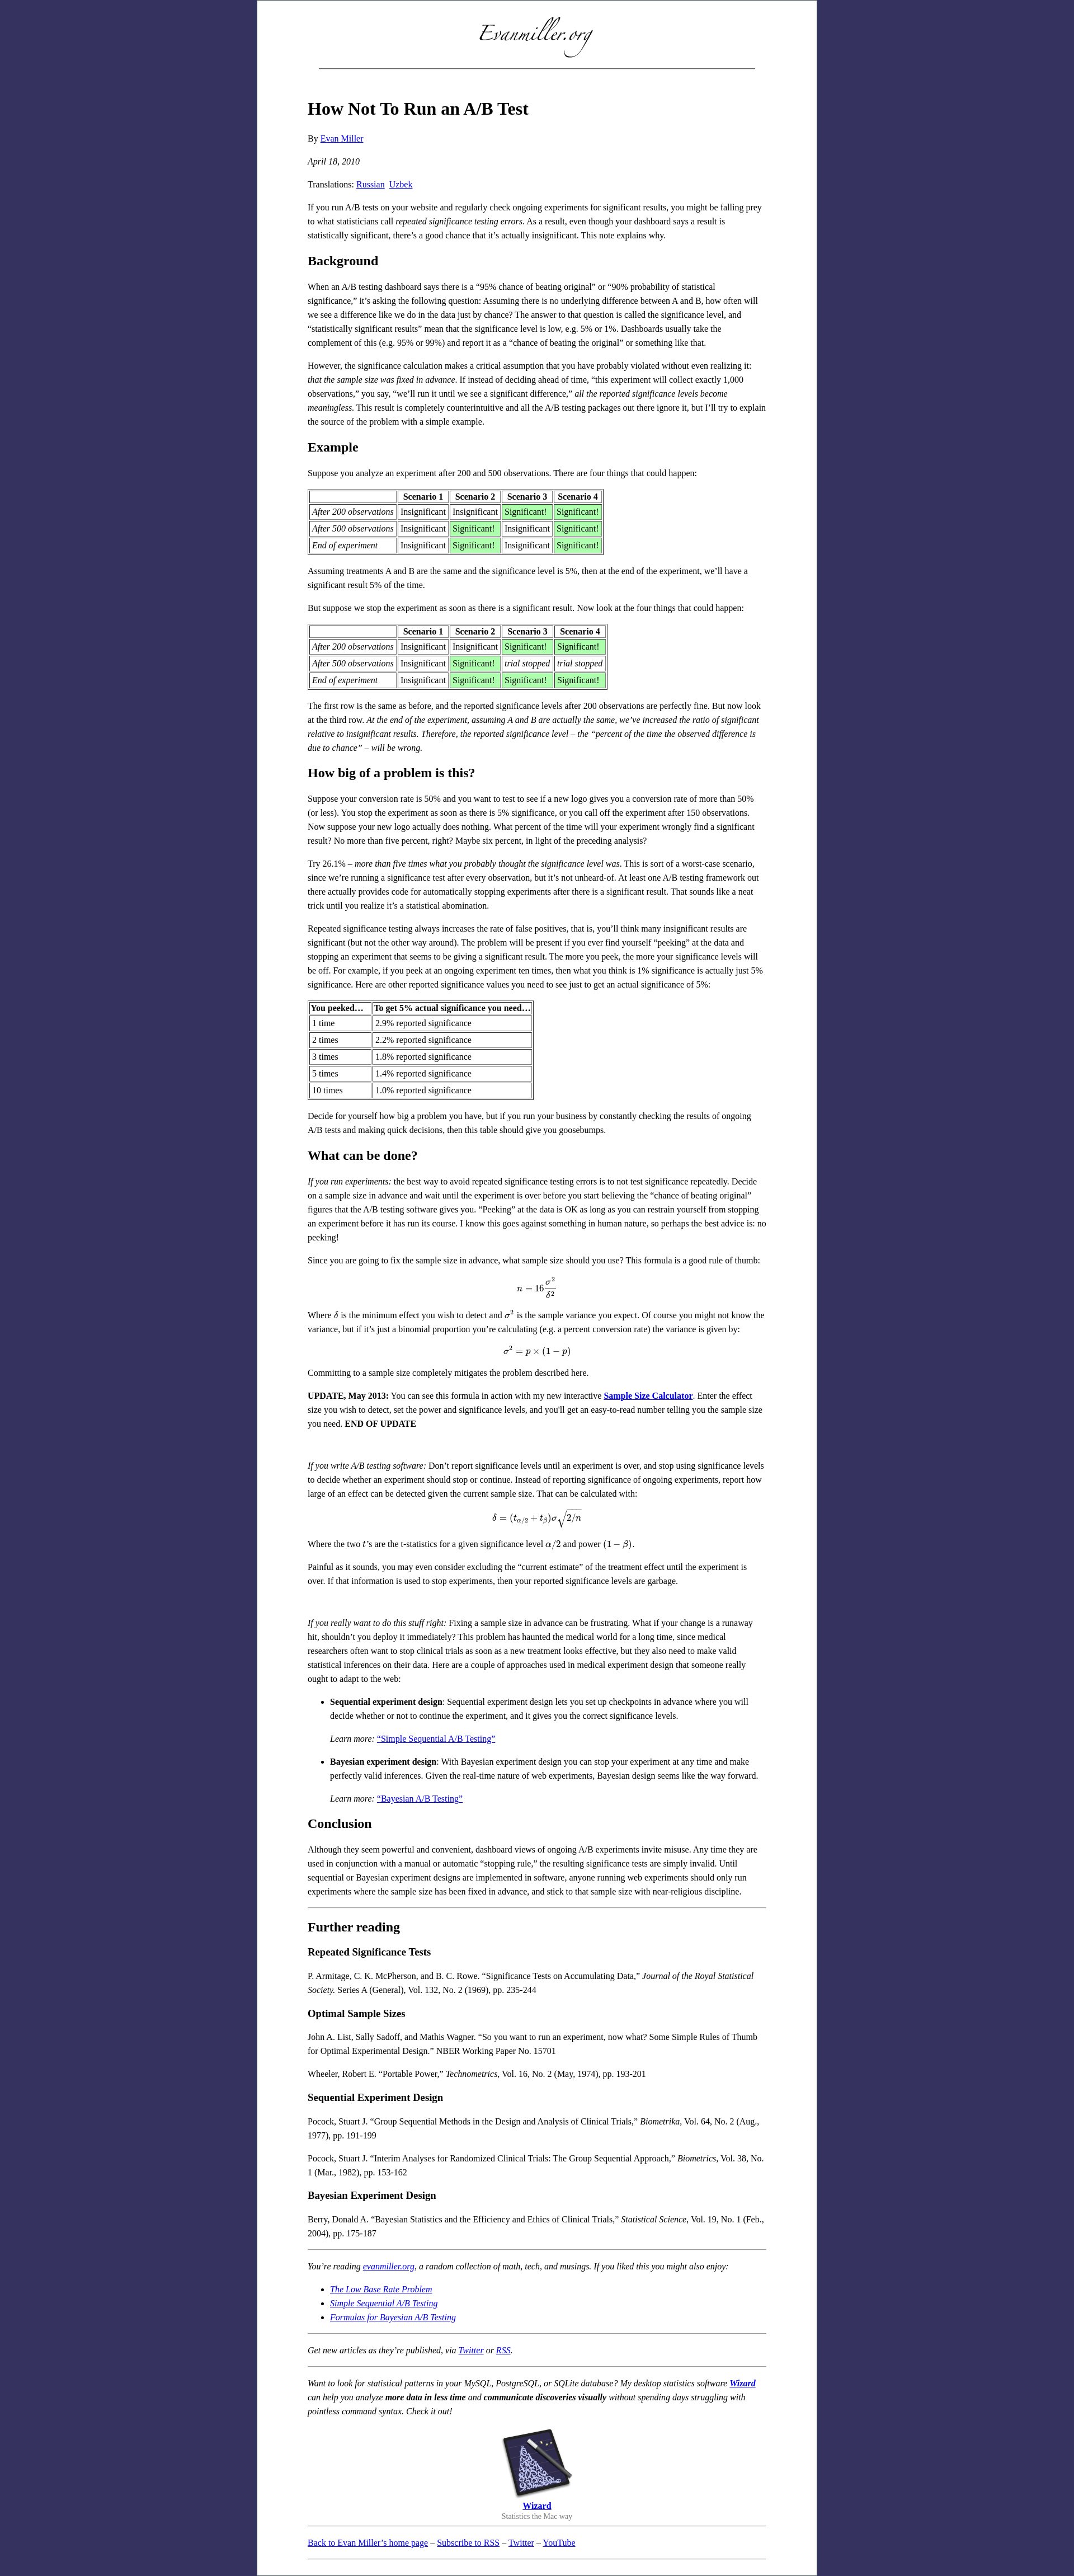 Evanmiller.org
How Not To Run an A/B Test
By Evan Miller
April 18, 2010
Translations: Russian Uzbek
If you run A/B tests on your website and regularly check ongoing experiments for significant results, you might be falling prey
to what statisticians call repeated significance testing errors. As a result, even though your dashboard says a result is
statistically significant, there’s a good chance that it’s actually insignificant. This note explains why.
Background
When an A/B testing dashboard says there is a “95% chance of beating original” or “90% probability of statistical
significance,” it’s asking the following question: Assuming there is no underlying difference between A and B, how often will
we see a difference like we do in the data just by chance? The answer to that question is called the significance level, and
“statistically significant results” mean that the significance level is low, e.g. 5% or 1%. Dashboards usually take the
complement of this (e.g. 95% or 99%) and report it as a “chance of beating the original” or something like that.
However, the significance calculation makes a critical assumption that you have probably violated without even realizing it:
that the sample size was fixed in advance. If instead of deciding ahead of time, “this experiment will collect exactly 1,000
observations,” you say, “we’ll run it until we see a significant difference,” all the reported significance levels become
meaningless. This result is completely counterintuitive and all the A/B testing packages out there ignore it, but I’ll try to explain
the source of the problem with a simple example.
Example
Suppose you analyze an experiment after 200 and 500 observations. There are four things that could happen:
Scenario 1 Scenario 2 Scenario 3 Scenario 4
After 200 observations Insignificant Insignificant Significant! Significant!
After 500 observations Insignificant Significant! Insignificant Significant!
End of experiment Insignificant Significant! Insignificant Significant!
Assuming treatments A and B are the same and the significance level is 5%, then at the end of the experiment, we’ll have a
significant result 5% of the time.
But suppose we stop the experiment as soon as there is a significant result. Now look at the four things that could happen:
Scenario 1 Scenario 2 Scenario 3 Scenario 4
After 200 observations Insignificant Insignificant Significant! Significant!
After 500 observations Insignificant Significant! trial stopped trial stopped
End of experiment Insignificant Significant! Significant! Significant!
The first row is the same as before, and the reported significance levels after 200 observations are perfectly fine. But now look
at the third row. At the end of the experiment, assuming A and B are actually the same, we’ve increased the ratio of significant
relative to insignificant results. Therefore, the reported significance level – the “percent of the time the observed difference is
due to chance” – will be wrong.
How big of a problem is this?
Suppose your conversion rate is 50% and you want to test to see if a new logo gives you a conversion rate of more than 50%
(or less). You stop the experiment as soon as there is 5% significance, or you call off the experiment after 150 observations.
Now suppose your new logo actually does nothing. What percent of the time will your experiment wrongly find a significant
result? No more than five percent, right? Maybe six percent, in light of the preceding analysis?
Try 26.1% – more than five times what you probably thought the significance level was. This is sort of a worst-case scenario,
since we’re running a significance test after every observation, but it’s not unheard-of. At least one A/B testing framework out
there actually provides code for automatically stopping experiments after there is a significant result. That sounds like a neat
trick until you realize it’s a statistical abomination.
Repeated significance testing always increases the rate of false positives, that is, you’ll think many insignificant results are
significant (but not the other way around). The problem will be present if you ever find yourself “peeking” at the data and
stopping an experiment that seems to be giving a significant result. The more you peek, the more your significance levels will
be off. For example, if you peek at an ongoing experiment ten times, then what you think is 1% significance is actually just 5%
significance. Here are other reported significance values you need to see just to get an actual significance of 5%:
You peeked… To get 5% actual significance you need…
1 time 2.9% reported significance
2 times 2.2% reported significance
3 times 1.8% reported significance
5 times 1.4% reported significance
10 times 1.0% reported significance
Decide for yourself how big a problem you have, but if you run your business by constantly checking the results of ongoing
A/B tests and making quick decisions, then this table should give you goosebumps.
What can be done?
If you run experiments: the best way to avoid repeated significance testing errors is to not test significance repeatedly. Decide
on a sample size in advance and wait until the experiment is over before you start believing the “chance of beating original”
figures that the A/B testing software gives you. “Peeking” at the data is OK as long as you can restrain yourself from stopping
an experiment before it has run its course. I know this goes against something in human nature, so perhaps the best advice is: no
peeking!
Since you are going to fix the sample size in advance, what sample size should you use? This formula is a good rule of thumb:
n = 16 σ²/δ²
Where δ is the minimum effect you wish to detect and σ² is the sample variance you expect. Of course you might not know the
variance, but if it’s just a binomial proportion you’re calculating (e.g. a percent conversion rate) the variance is given by:
σ² = p × (1 − p)
Committing to a sample size completely mitigates the problem described here.
UPDATE, May 2013: You can see this formula in action with my new interactive Sample Size Calculator. Enter the effect
size you wish to detect, set the power and significance levels, and you'll get an easy-to-read number telling you the sample size
you need. END OF UPDATE
If you write A/B testing software: Don’t report significance levels until an experiment is over, and stop using significance levels
to decide whether an experiment should stop or continue. Instead of reporting significance of ongoing experiments, report how
large of an effect can be detected given the current sample size. That can be calculated with:
δ = (tα/2 + tβ)σ√2/n
Where the two t’s are the t-statistics for a given significance level α/2 and power (1 − β).
Painful as it sounds, you may even consider excluding the “current estimate” of the treatment effect until the experiment is
over. If that information is used to stop experiments, then your reported significance levels are garbage.
If you really want to do this stuff right: Fixing a sample size in advance can be frustrating. What if your change is a runaway
hit, shouldn’t you deploy it immediately? This problem has haunted the medical world for a long time, since medical
researchers often want to stop clinical trials as soon as a new treatment looks effective, but they also need to make valid
statistical inferences on their data. Here are a couple of approaches used in medical experiment design that someone really
ought to adapt to the web:
• Sequential experiment design: Sequential experiment design lets you set up checkpoints in advance where you will
decide whether or not to continue the experiment, and it gives you the correct significance levels.
Learn more: “Simple Sequential A/B Testing”
• Bayesian experiment design: With Bayesian experiment design you can stop your experiment at any time and make
perfectly valid inferences. Given the real-time nature of web experiments, Bayesian design seems like the way forward.
Learn more: “Bayesian A/B Testing”
Conclusion
Although they seem powerful and convenient, dashboard views of ongoing A/B experiments invite misuse. Any time they are
used in conjunction with a manual or automatic “stopping rule,” the resulting significance tests are simply invalid. Until
sequential or Bayesian experiment designs are implemented in software, anyone running web experiments should only run
experiments where the sample size has been fixed in advance, and stick to that sample size with near-religious discipline.
Further reading
Repeated Significance Tests
P. Armitage, C. K. McPherson, and B. C. Rowe. “Significance Tests on Accumulating Data,” Journal of the Royal Statistical
Society. Series A (General), Vol. 132, No. 2 (1969), pp. 235-244
Optimal Sample Sizes
John A. List, Sally Sadoff, and Mathis Wagner. “So you want to run an experiment, now what? Some Simple Rules of Thumb
for Optimal Experimental Design.” NBER Working Paper No. 15701
Wheeler, Robert E. “Portable Power,” Technometrics, Vol. 16, No. 2 (May, 1974), pp. 193-201
Sequential Experiment Design
Pocock, Stuart J. “Group Sequential Methods in the Design and Analysis of Clinical Trials,” Biometrika, Vol. 64, No. 2 (Aug.,
1977), pp. 191-199
Pocock, Stuart J. “Interim Analyses for Randomized Clinical Trials: The Group Sequential Approach,” Biometrics, Vol. 38, No.
1 (Mar., 1982), pp. 153-162
Bayesian Experiment Design
Berry, Donald A. “Bayesian Statistics and the Efficiency and Ethics of Clinical Trials,” Statistical Science, Vol. 19, No. 1 (Feb.,
2004), pp. 175-187
You’re reading evanmiller.org, a random collection of math, tech, and musings. If you liked this you might also enjoy:
• The Low Base Rate Problem
• Simple Sequential A/B Testing
• Formulas for Bayesian A/B Testing
Get new articles as they’re published, via Twitter or RSS.
Want to look for statistical patterns in your MySQL, PostgreSQL, or SQLite database? My desktop statistics software Wizard
can help you analyze more data in less time and communicate discoveries visually without spending days struggling with
pointless command syntax. Check it out!
Wizard
Statistics the Mac way
Back to Evan Miller’s home page – Subscribe to RSS – Twitter – YouTube